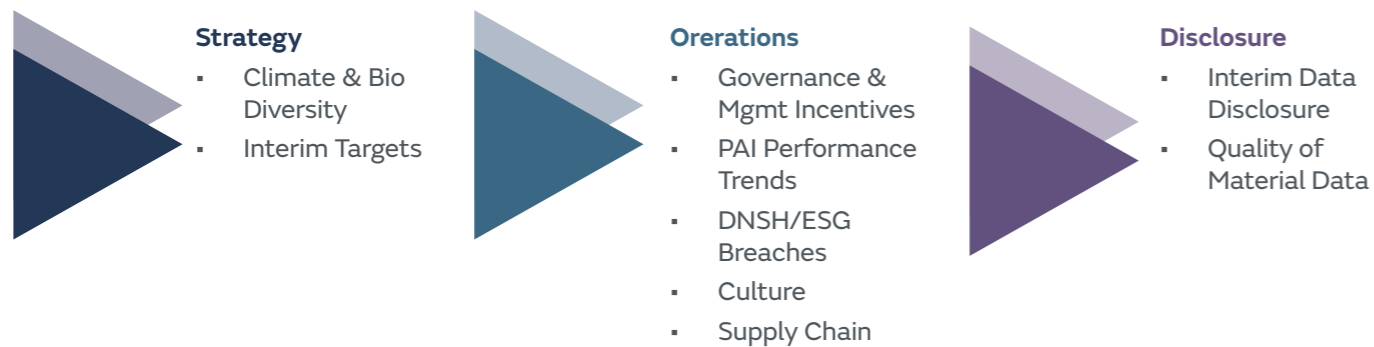 Strategy
▪ Climate & Bio
Diversity
▪ Interim Targets
Orerations
▪ Governance &
Mgmt Incentives
▪ PAI Performance
Trends
▪ DNSH/ESG
Breaches
▪ Culture
▪ Supply Chain
Disclosure
▪ Interim Data
Disclosure
▪ Quality of
Material Data